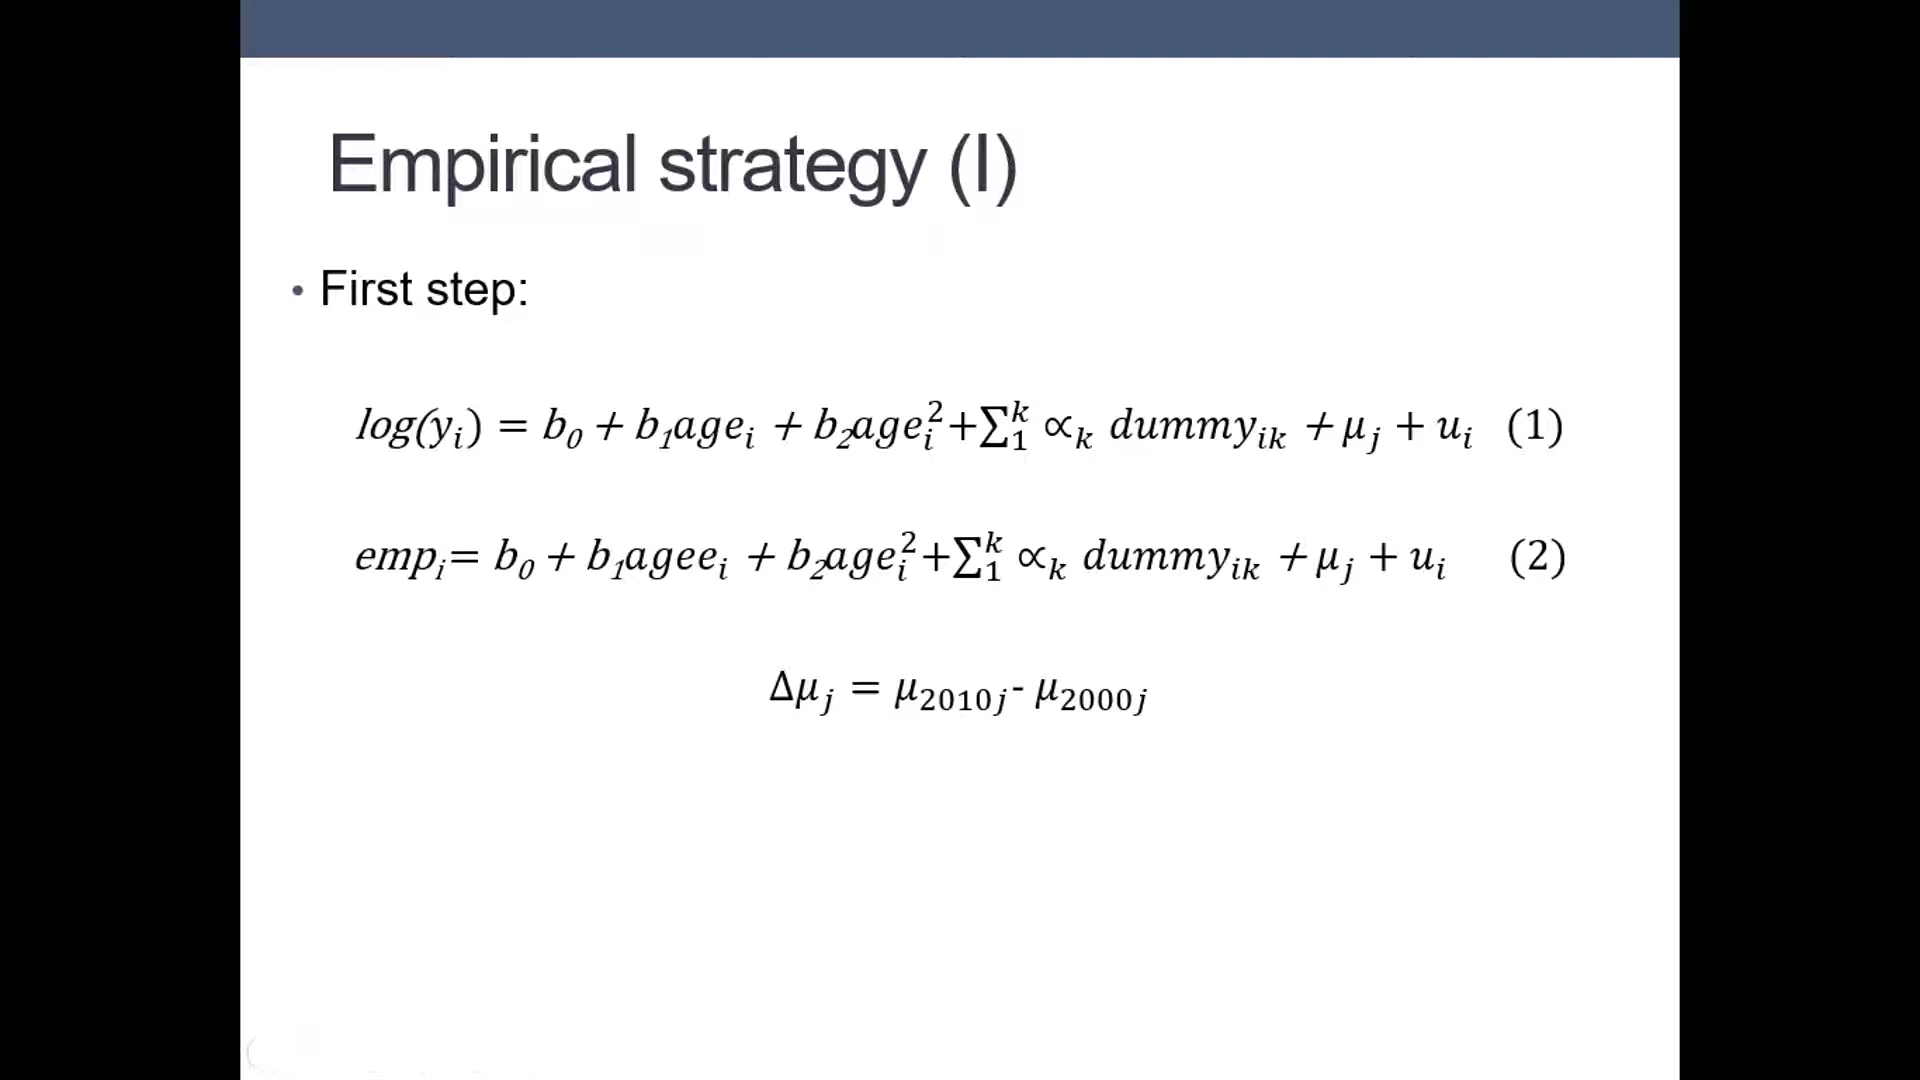 Empirical strategy (I)
• First step:
log(yᵢ) = b₀ + b₁ageᵢ + b₂ageᵢ²+∑₁ᵏ ∝ₖ dummyᵢₖ + μⱼ + uᵢ (1)
empᵢ= b₀ + b₁ageeᵢ + b₂ageᵢ²+∑₁ᵏ ∝ₖ dummyᵢₖ + μⱼ + uᵢ (2)
Δμⱼ = μ₂₀₁₀ⱼ- μ₂₀₀₀ⱼ